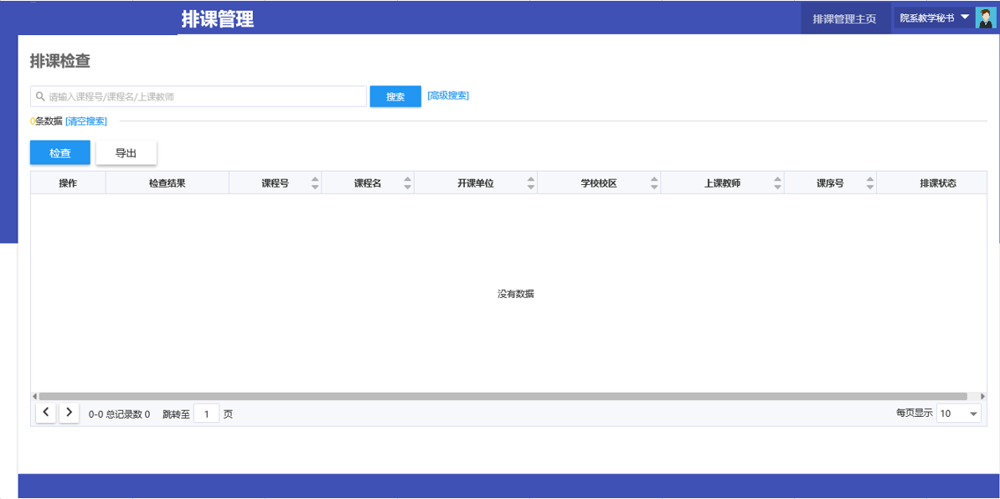 排课管理 排课管理主页 院系教学秘书
排课检查
请输入课程号/课程名/上课教师 搜索 [高级搜索]
0条数据 [清空搜索]
检查 导出
操作 检查结果 课程号 课程名 开课单位 学校校区 上课教师 课序号 排课状态
没有数据
0-0 总记录数 0 跳转至 1 页 每页显示 10